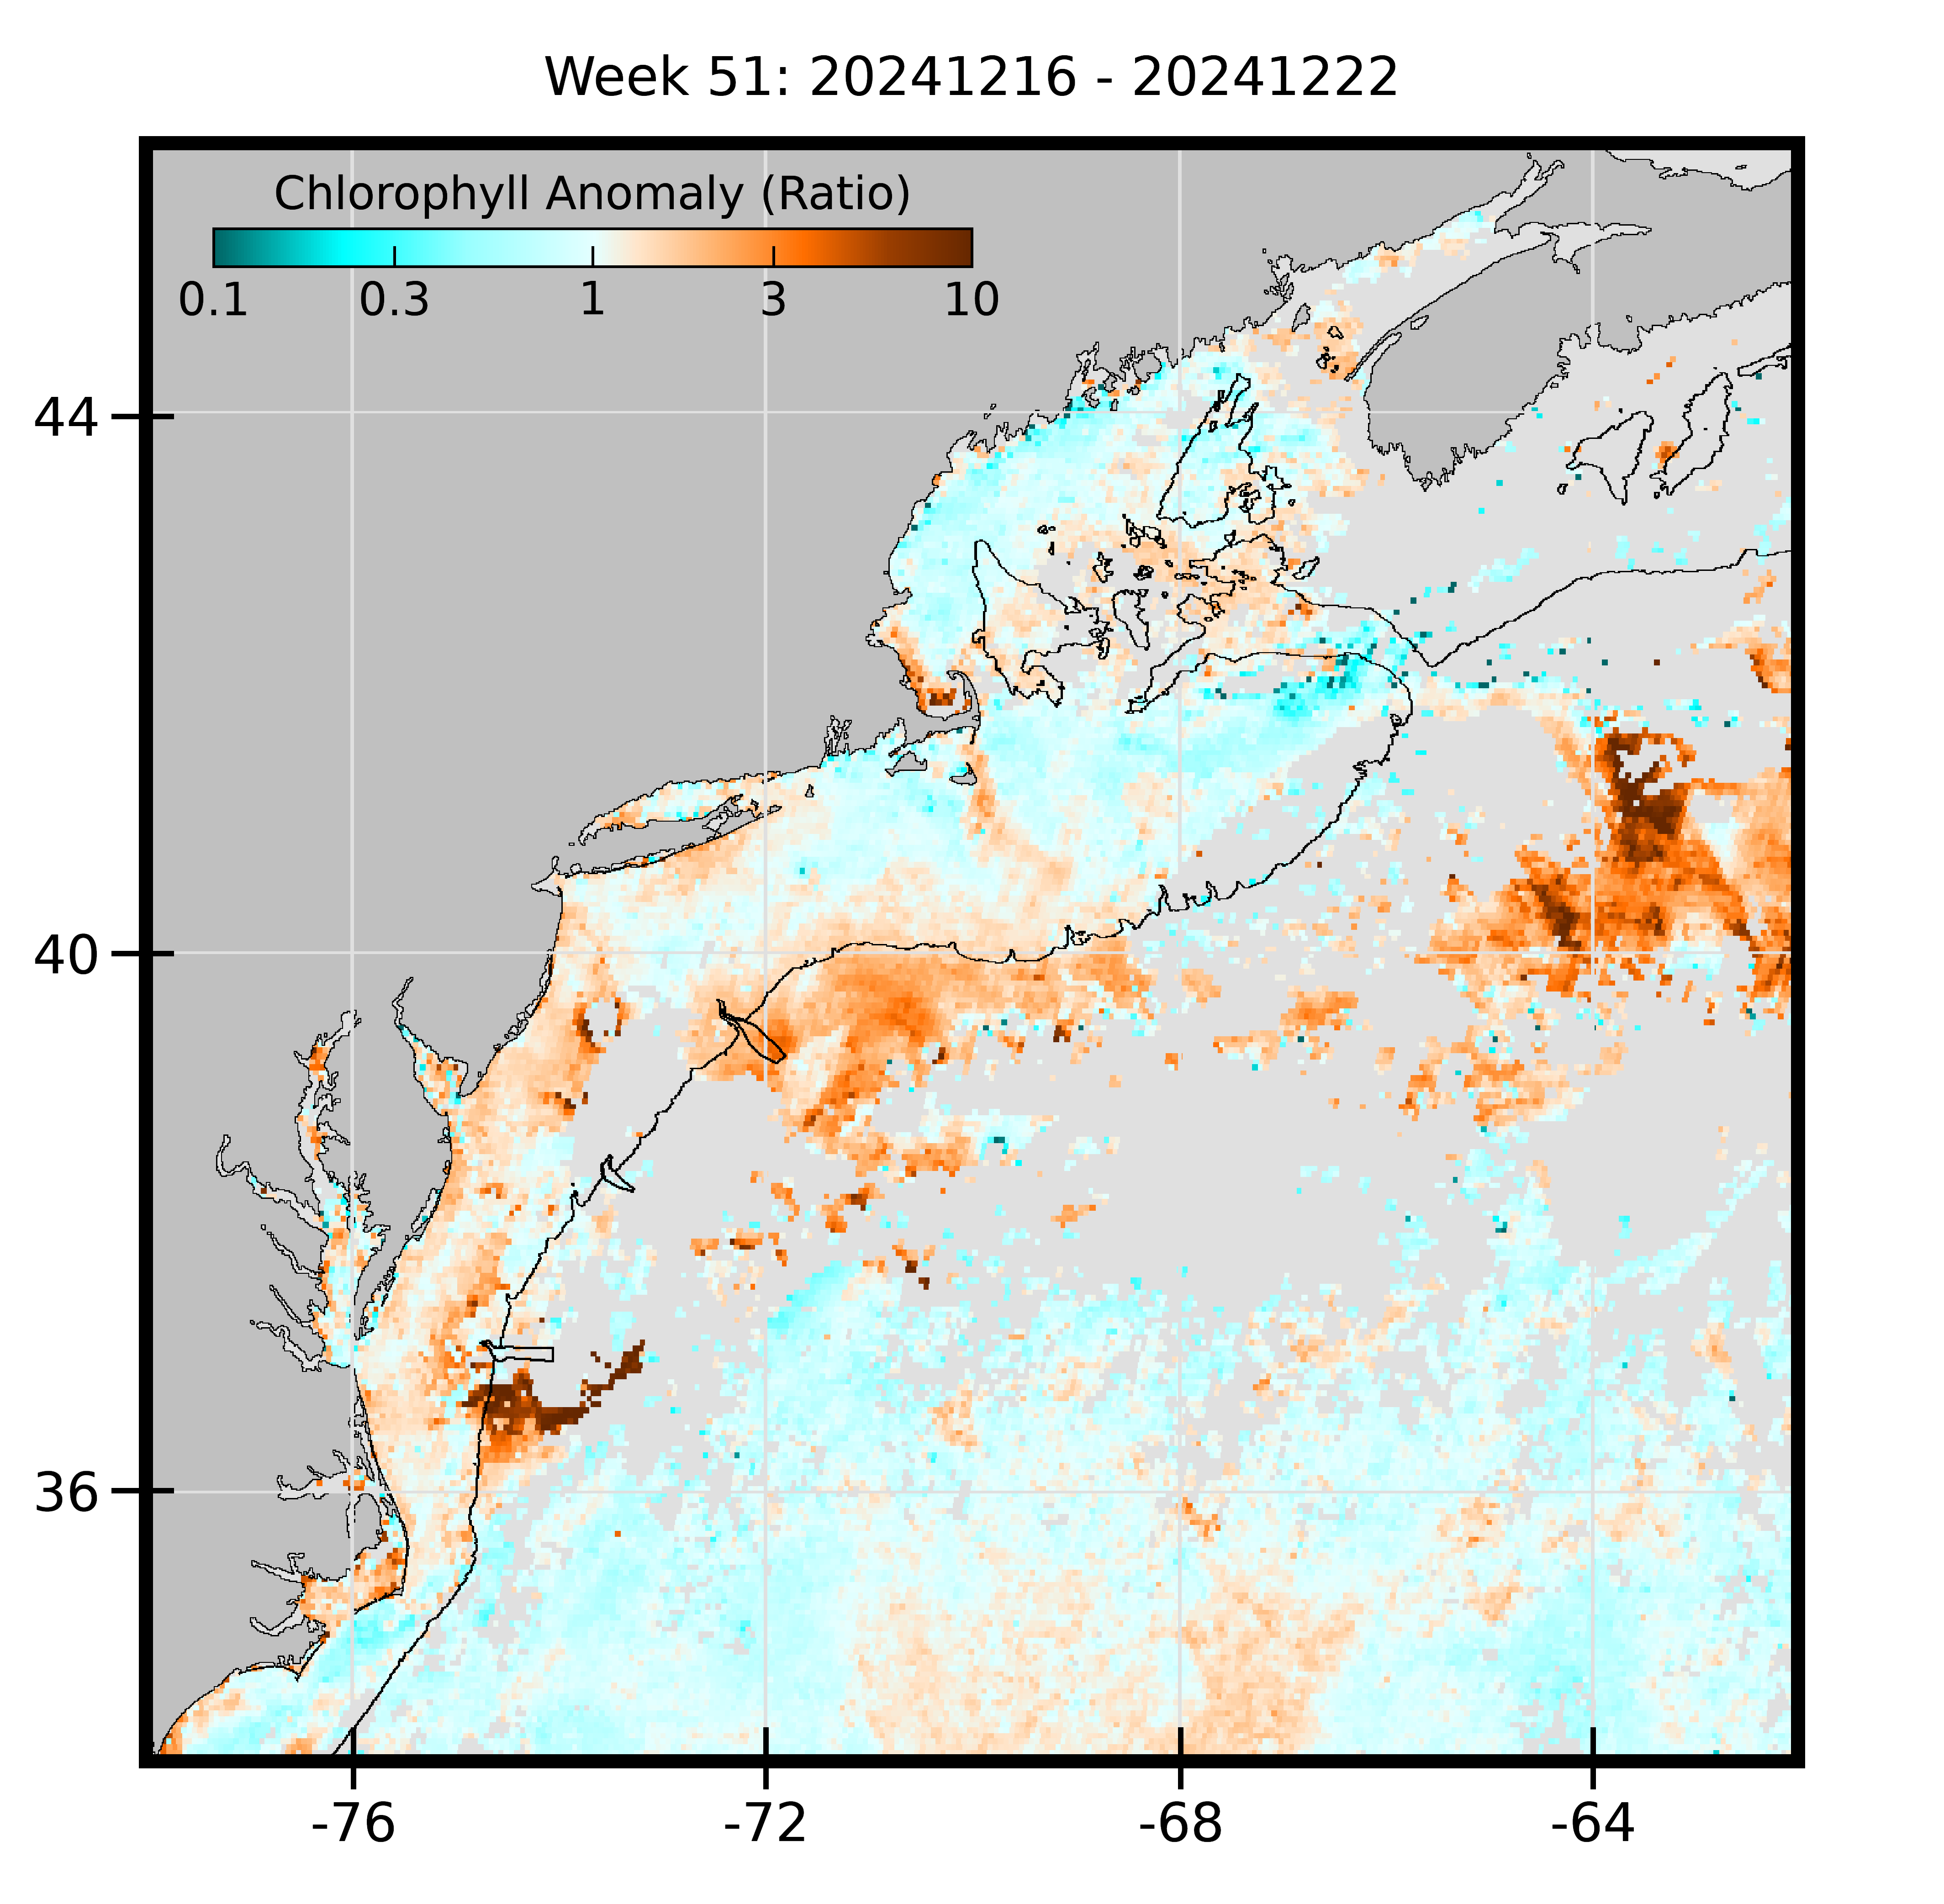 Week 51: 20241216 - 20241222
Chlorophyll Anomaly (Ratio)
0.1 0.3 1 3 10
44
40
36
-76 -72 -68 -64